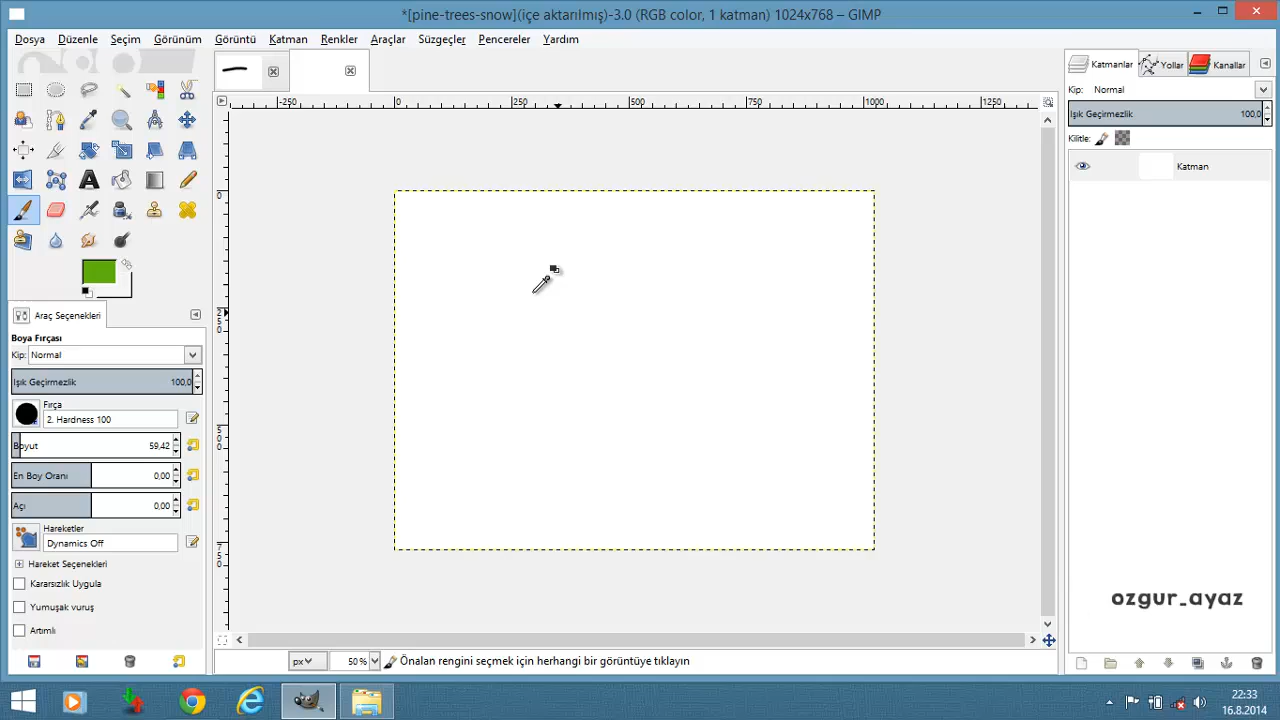 *[pine-trees-snow](içe aktarılmış)-3.0 (RGB color, 1 katman) 1024x768 – GIMP
Dosya Düzenle Seçim Görünüm Görüntü Katman Renkler Araçlar Süzgeçler Pencereler Yardım
Katmanlar Yollar Kanallar
Kip: Normal
Işık Geçirmezlik 100,0
Kilitle:
Katman
-250 0 250 500 750 1000 1250
0
250
500
750
Araç Seçenekleri
Boya Fırçası
Kip: Normal
Işık Geçirmezlik 100,0
Fırça
2. Hardness 100
Boyut 59,42
En Boy Oranı 0,00
Açı 0,00
Hareketler
Dynamics Off
Hareket Seçenekleri
Kararsızlık Uygula
Yumuşak vuruş
Artımlı
ozgur_ayaz
px 50% Önalan rengini seçmek için herhangi bir görüntüye tıklayın
22:33
16.8.2014